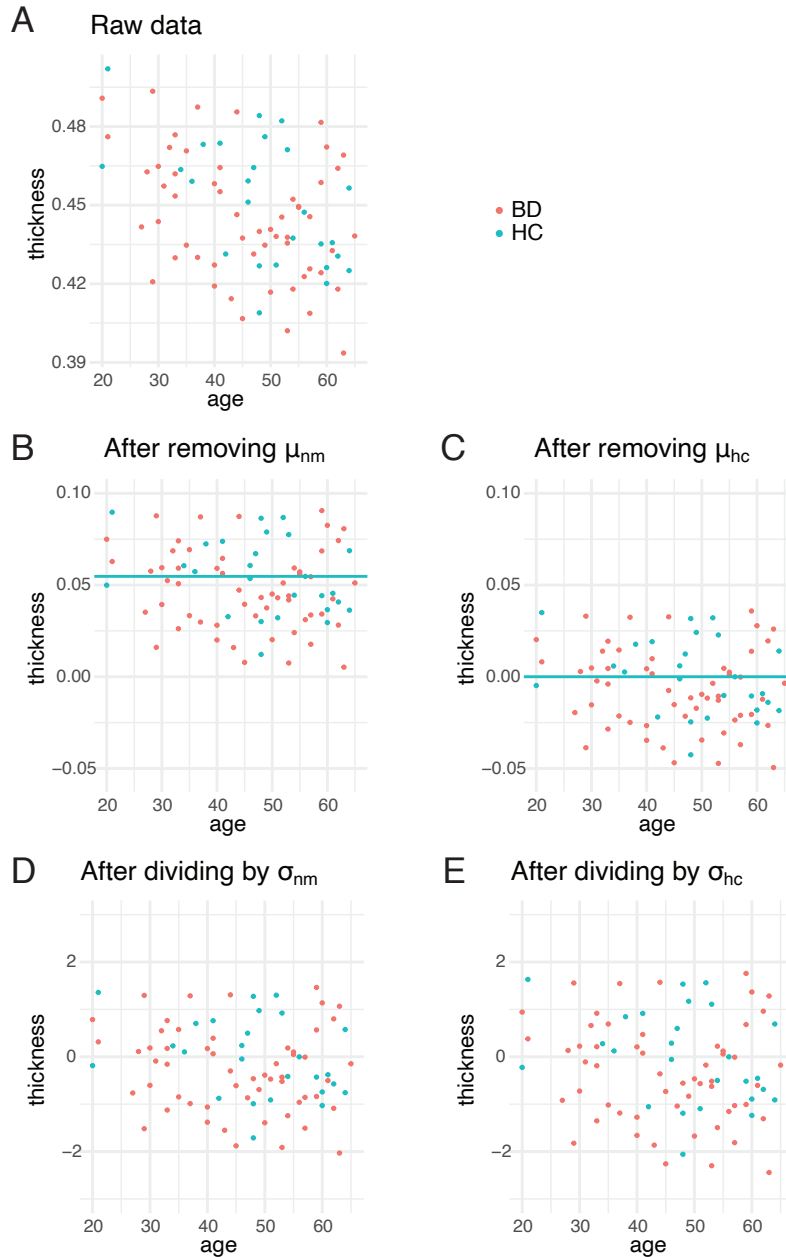 A Raw data
0.48
0.45
0.42
0.39
thickness
20 30 40 50 60
age
BD
HC
B After removing μnm
0.10
0.05
0.00
−0.05
thickness
20 30 40 50 60
age
C After removing μhc
0.10
0.05
0.00
−0.05
thickness
20 30 40 50 60
age
D After dividing by σnm
2
0
−2
thickness
20 30 40 50 60
age
E After dividing by σhc
2
0
−2
thickness
20 30 40 50 60
age